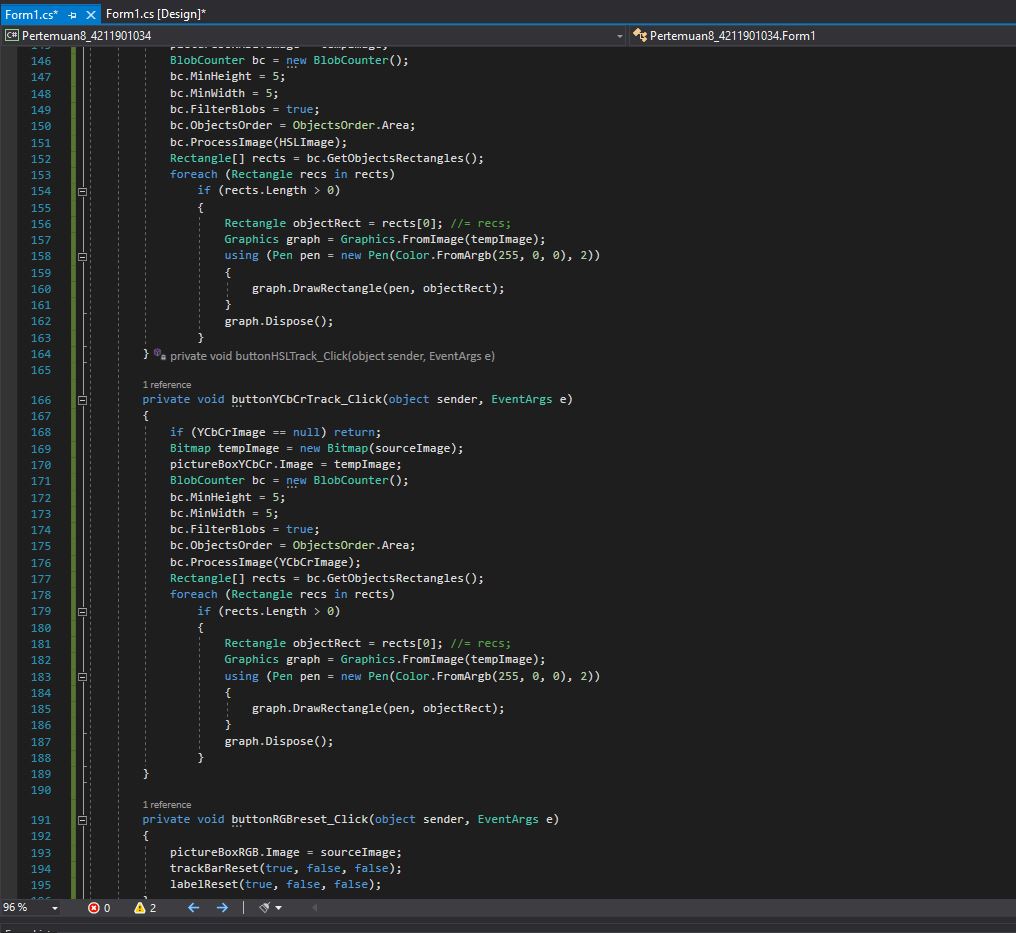 Form1.cs*
Form1.cs [Design]*
C# Pertemuan8_4211901034
Pertemuan8_4211901034.Form1
146 BlobCounter bc = new BlobCounter();
147 bc.MinHeight = 5;
148 bc.MinWidth = 5;
149 bc.FilterBlobs = true;
150 bc.ObjectsOrder = ObjectsOrder.Area;
151 bc.ProcessImage(HSLImage);
152 Rectangle[] rects = bc.GetObjectsRectangles();
153 foreach (Rectangle recs in rects)
154 if (rects.Length > 0)
155 {
156 Rectangle objectRect = rects[0]; //= recs;
157 Graphics graph = Graphics.FromImage(tempImage);
158 using (Pen pen = new Pen(Color.FromArgb(255, 0, 0), 2))
159 {
160 graph.DrawRectangle(pen, objectRect);
161 }
162 graph.Dispose();
163 }
164 } private void buttonHSLTrack_Click(object sender, EventArgs e)
165
1 reference
166 private void buttonYCbCrTrack_Click(object sender, EventArgs e)
167 {
168 if (YCbCrImage == null) return;
169 Bitmap tempImage = new Bitmap(sourceImage);
170 pictureBoxYCbCr.Image = tempImage;
171 BlobCounter bc = new BlobCounter();
172 bc.MinHeight = 5;
173 bc.MinWidth = 5;
174 bc.FilterBlobs = true;
175 bc.ObjectsOrder = ObjectsOrder.Area;
176 bc.ProcessImage(YCbCrImage);
177 Rectangle[] rects = bc.GetObjectsRectangles();
178 foreach (Rectangle recs in rects)
179 if (rects.Length > 0)
180 {
181 Rectangle objectRect = rects[0]; //= recs;
182 Graphics graph = Graphics.FromImage(tempImage);
183 using (Pen pen = new Pen(Color.FromArgb(255, 0, 0), 2))
184 {
185 graph.DrawRectangle(pen, objectRect);
186 }
187 graph.Dispose();
188 }
189 }
190
1 reference
191 private void buttonRGBreset_Click(object sender, EventArgs e)
192 {
193 pictureBoxRGB.Image = sourceImage;
194 trackBarReset(true, false, false);
195 labelReset(true, false, false);
96 % 0 2